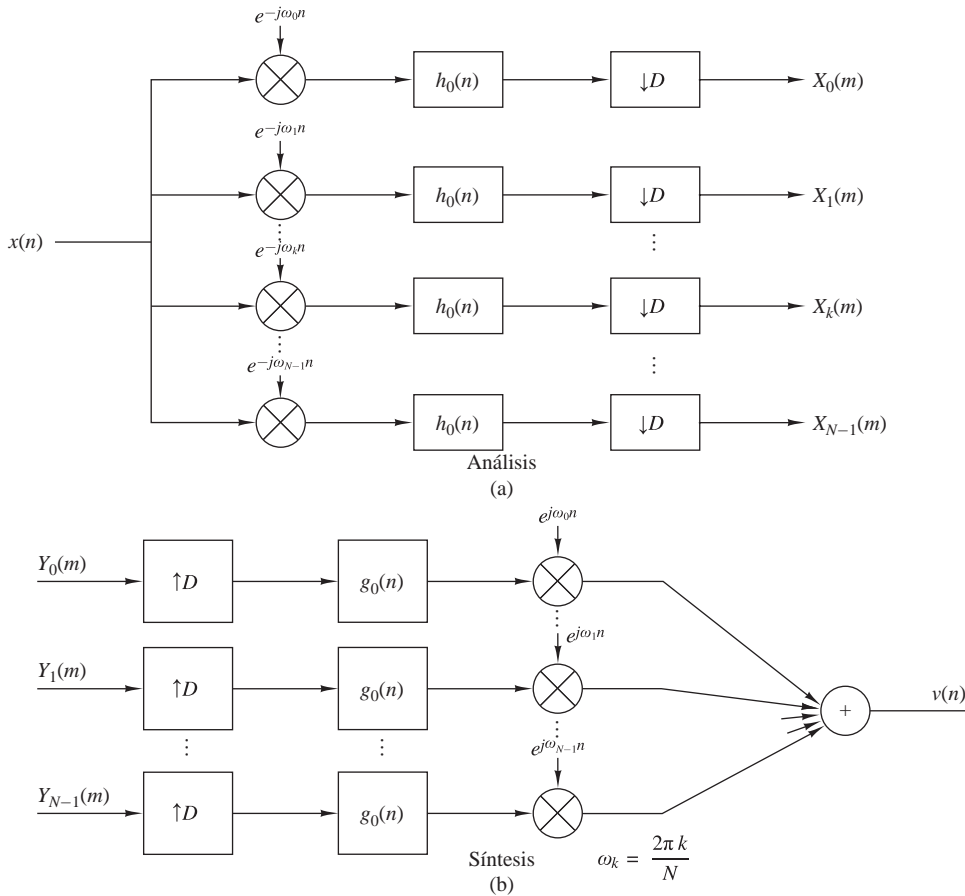 e^{-jω_0 n}
h_0(n)
↓D
X_0(m)
e^{-jω_1 n}
h_0(n)
↓D
X_1(m)
x(n)
e^{-jω_k n}
h_0(n)
↓D
X_k(m)
e^{-jω_{N-1} n}
h_0(n)
↓D
X_{N-1}(m)
Análisis
(a)
e^{jω_0 n}
Y_0(m)
↑D
g_0(n)
e^{jω_1 n}
Y_1(m)
↑D
g_0(n)
+
v(n)
e^{jω_{N-1} n}
Y_{N-1}(m)
↑D
g_0(n)
Síntesis
ω_k = 2π k / N
(b)